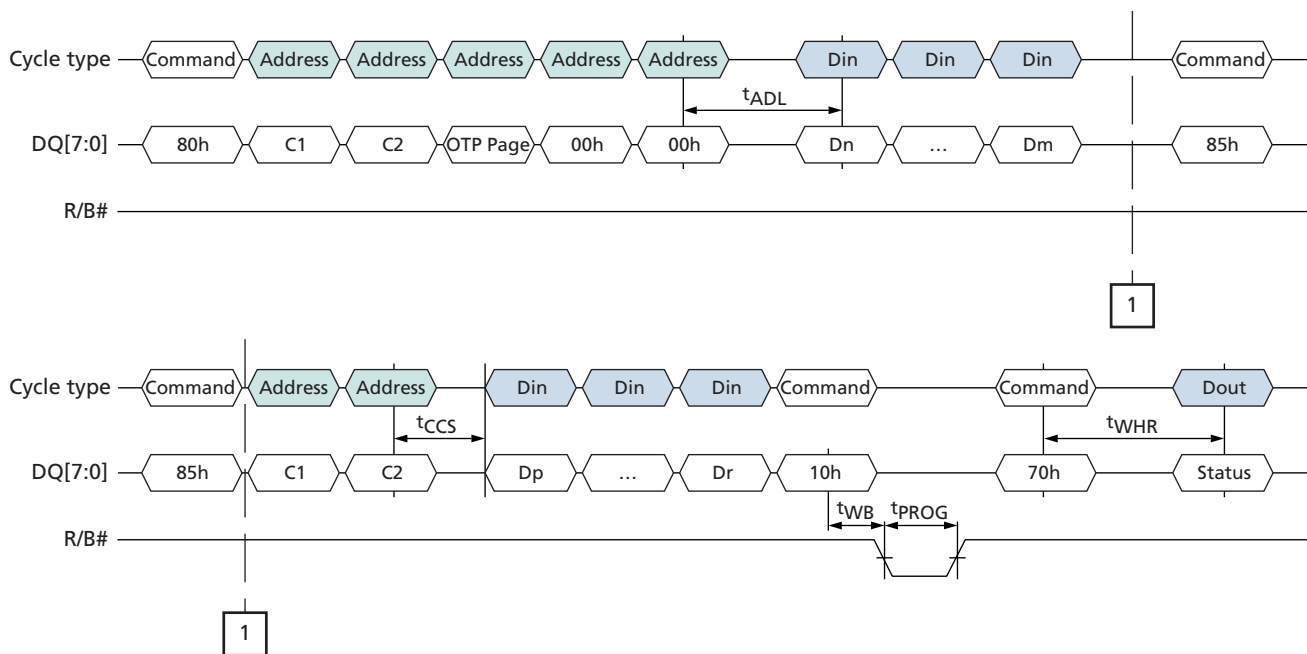 Cycle type Command Address Address Address Address Address Din Din Din Command
tADL
DQ[7:0] 80h C1 C2 OTP Page 00h 00h Dn … Dm 85h
R/B#
1
Cycle type Command Address Address Din Din Din Command Command Dout
tCCS tWHR
DQ[7:0] 85h C1 C2 Dp … Dr 10h 70h Status
tWB tPROG
R/B#
1